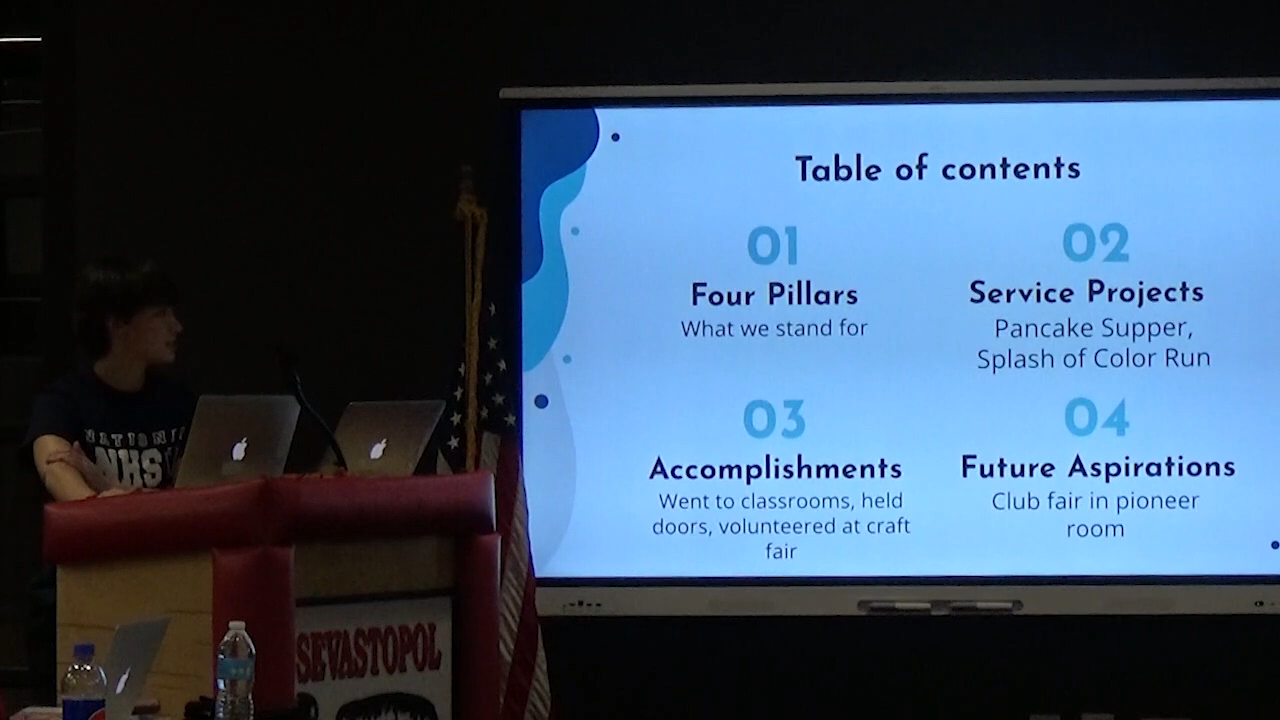 Table of contents
01
Four Pillars
What we stand for
02
Service Projects
Pancake Supper,
Splash of Color Run
03
Accomplishments
Went to classrooms, held
doors, volunteered at craft
fair
04
Future Aspirations
Club fair in pioneer
room
NHS
SEVASTOPOL